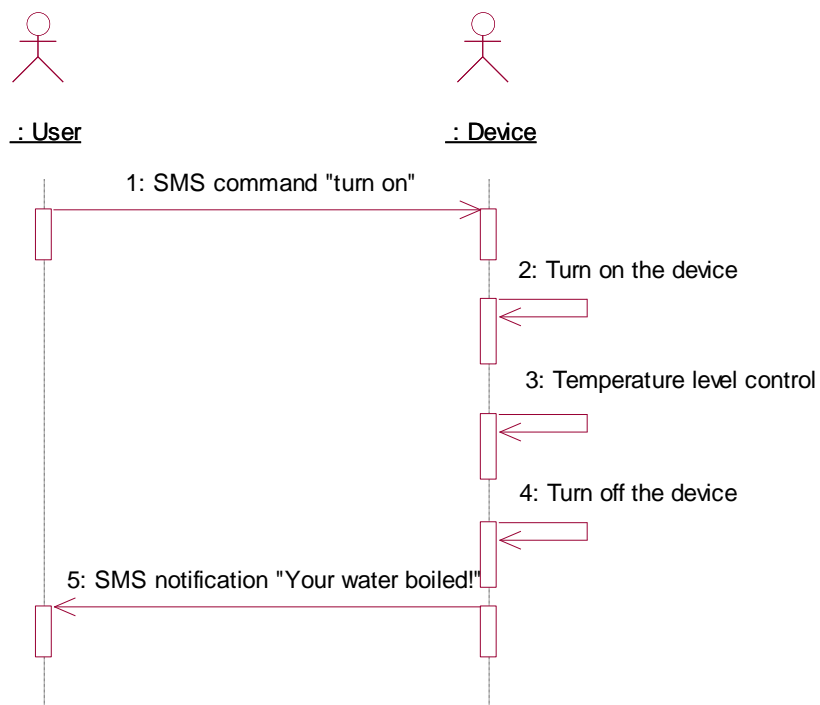 : User
: Device
1: SMS command "turn on"
2: Turn on the device
3: Temperature level control
4: Turn off the device
5: SMS notification "Your water boiled!"